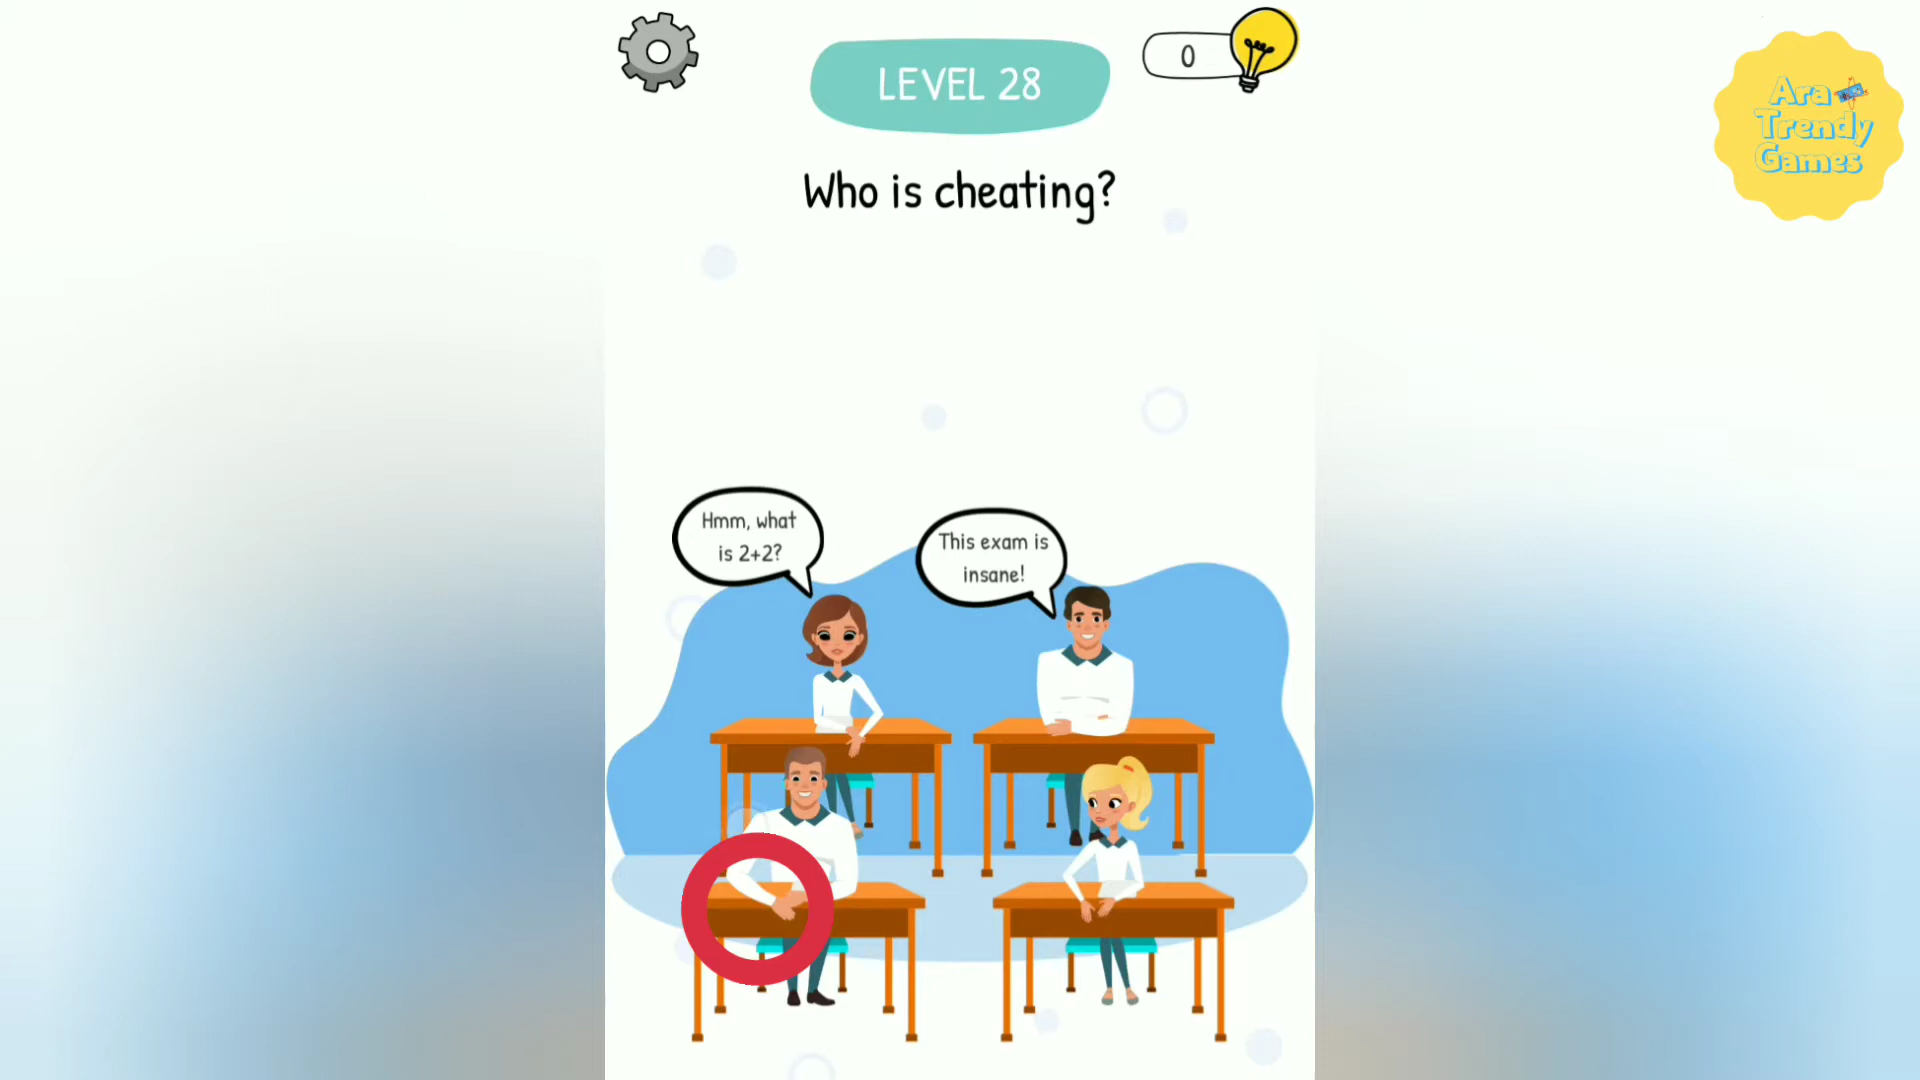 LEVEL 28
0
Who is cheating?
Ara
Trendy
Games
Hmm, what
is 2+2?
This exam is
insane!